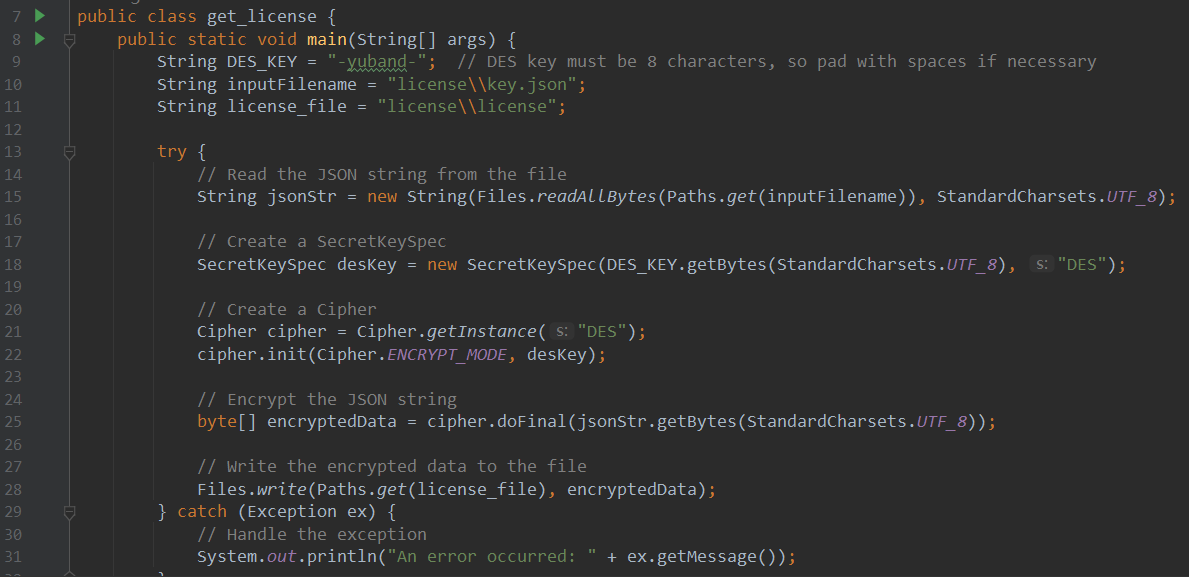 7 public class get_license {
8 public static void main(String[] args) {
9 String DES_KEY = "-yuband-"; // DES key must be 8 characters, so pad with spaces if necessary
10 String inputFilename = "license\\key.json";
11 String license_file = "license\\license";
12
13 try {
14 // Read the JSON string from the file
15 String jsonStr = new String(Files.readAllBytes(Paths.get(inputFilename)), StandardCharsets.UTF_8);
16
17 // Create a SecretKeySpec
18 SecretKeySpec desKey = new SecretKeySpec(DES_KEY.getBytes(StandardCharsets.UTF_8), s: "DES");
19
20 // Create a Cipher
21 Cipher cipher = Cipher.getInstance( s: "DES");
22 cipher.init(Cipher.ENCRYPT_MODE, desKey);
23
24 // Encrypt the JSON string
25 byte[] encryptedData = cipher.doFinal(jsonStr.getBytes(StandardCharsets.UTF_8));
26
27 // Write the encrypted data to the file
28 Files.write(Paths.get(license_file), encryptedData);
29 } catch (Exception ex) {
30 // Handle the exception
31 System.out.println("An error occurred: " + ex.getMessage());